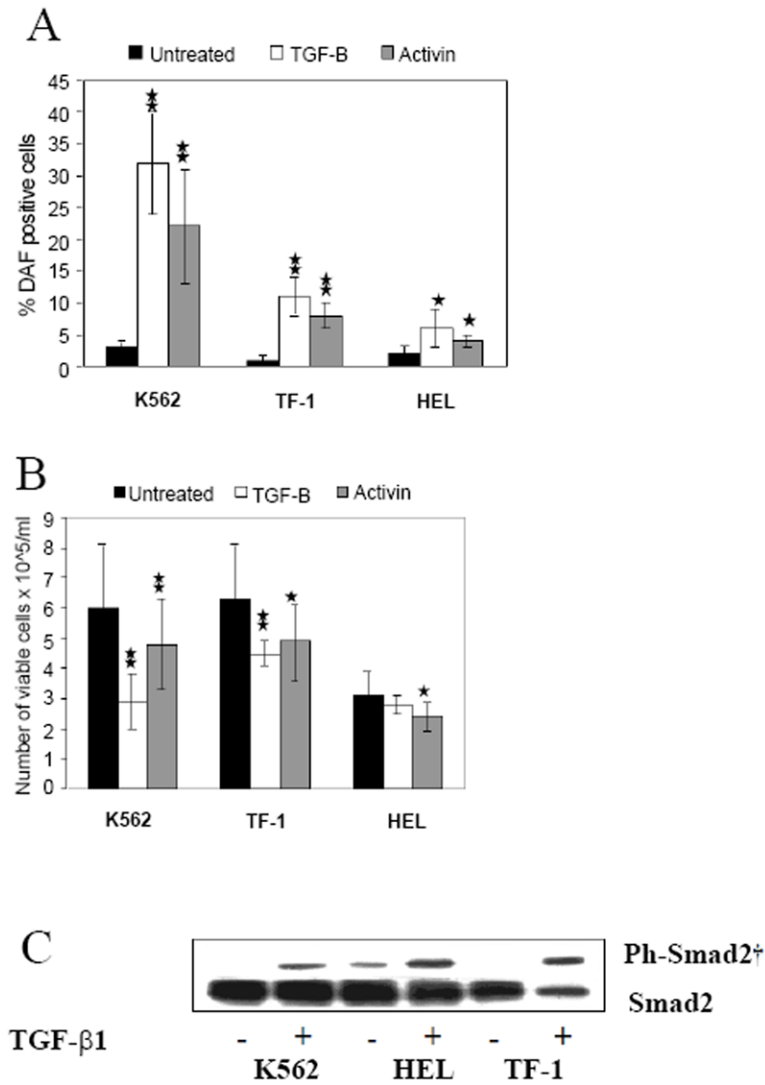 A
Untreated TGF-B Activin
% DAF positive cells
45
40
35
30
25
20
15
10
5
0
K562 TF-1 HEL
B
Untreated TGF-B Activin
Number of viable cells x 10^5/ml
9
8
7
6
5
4
3
2
1
0
K562 TF-1 HEL
C
Ph-Smad2†
Smad2
TGF-β1 - + - + - +
K562 HEL TF-1